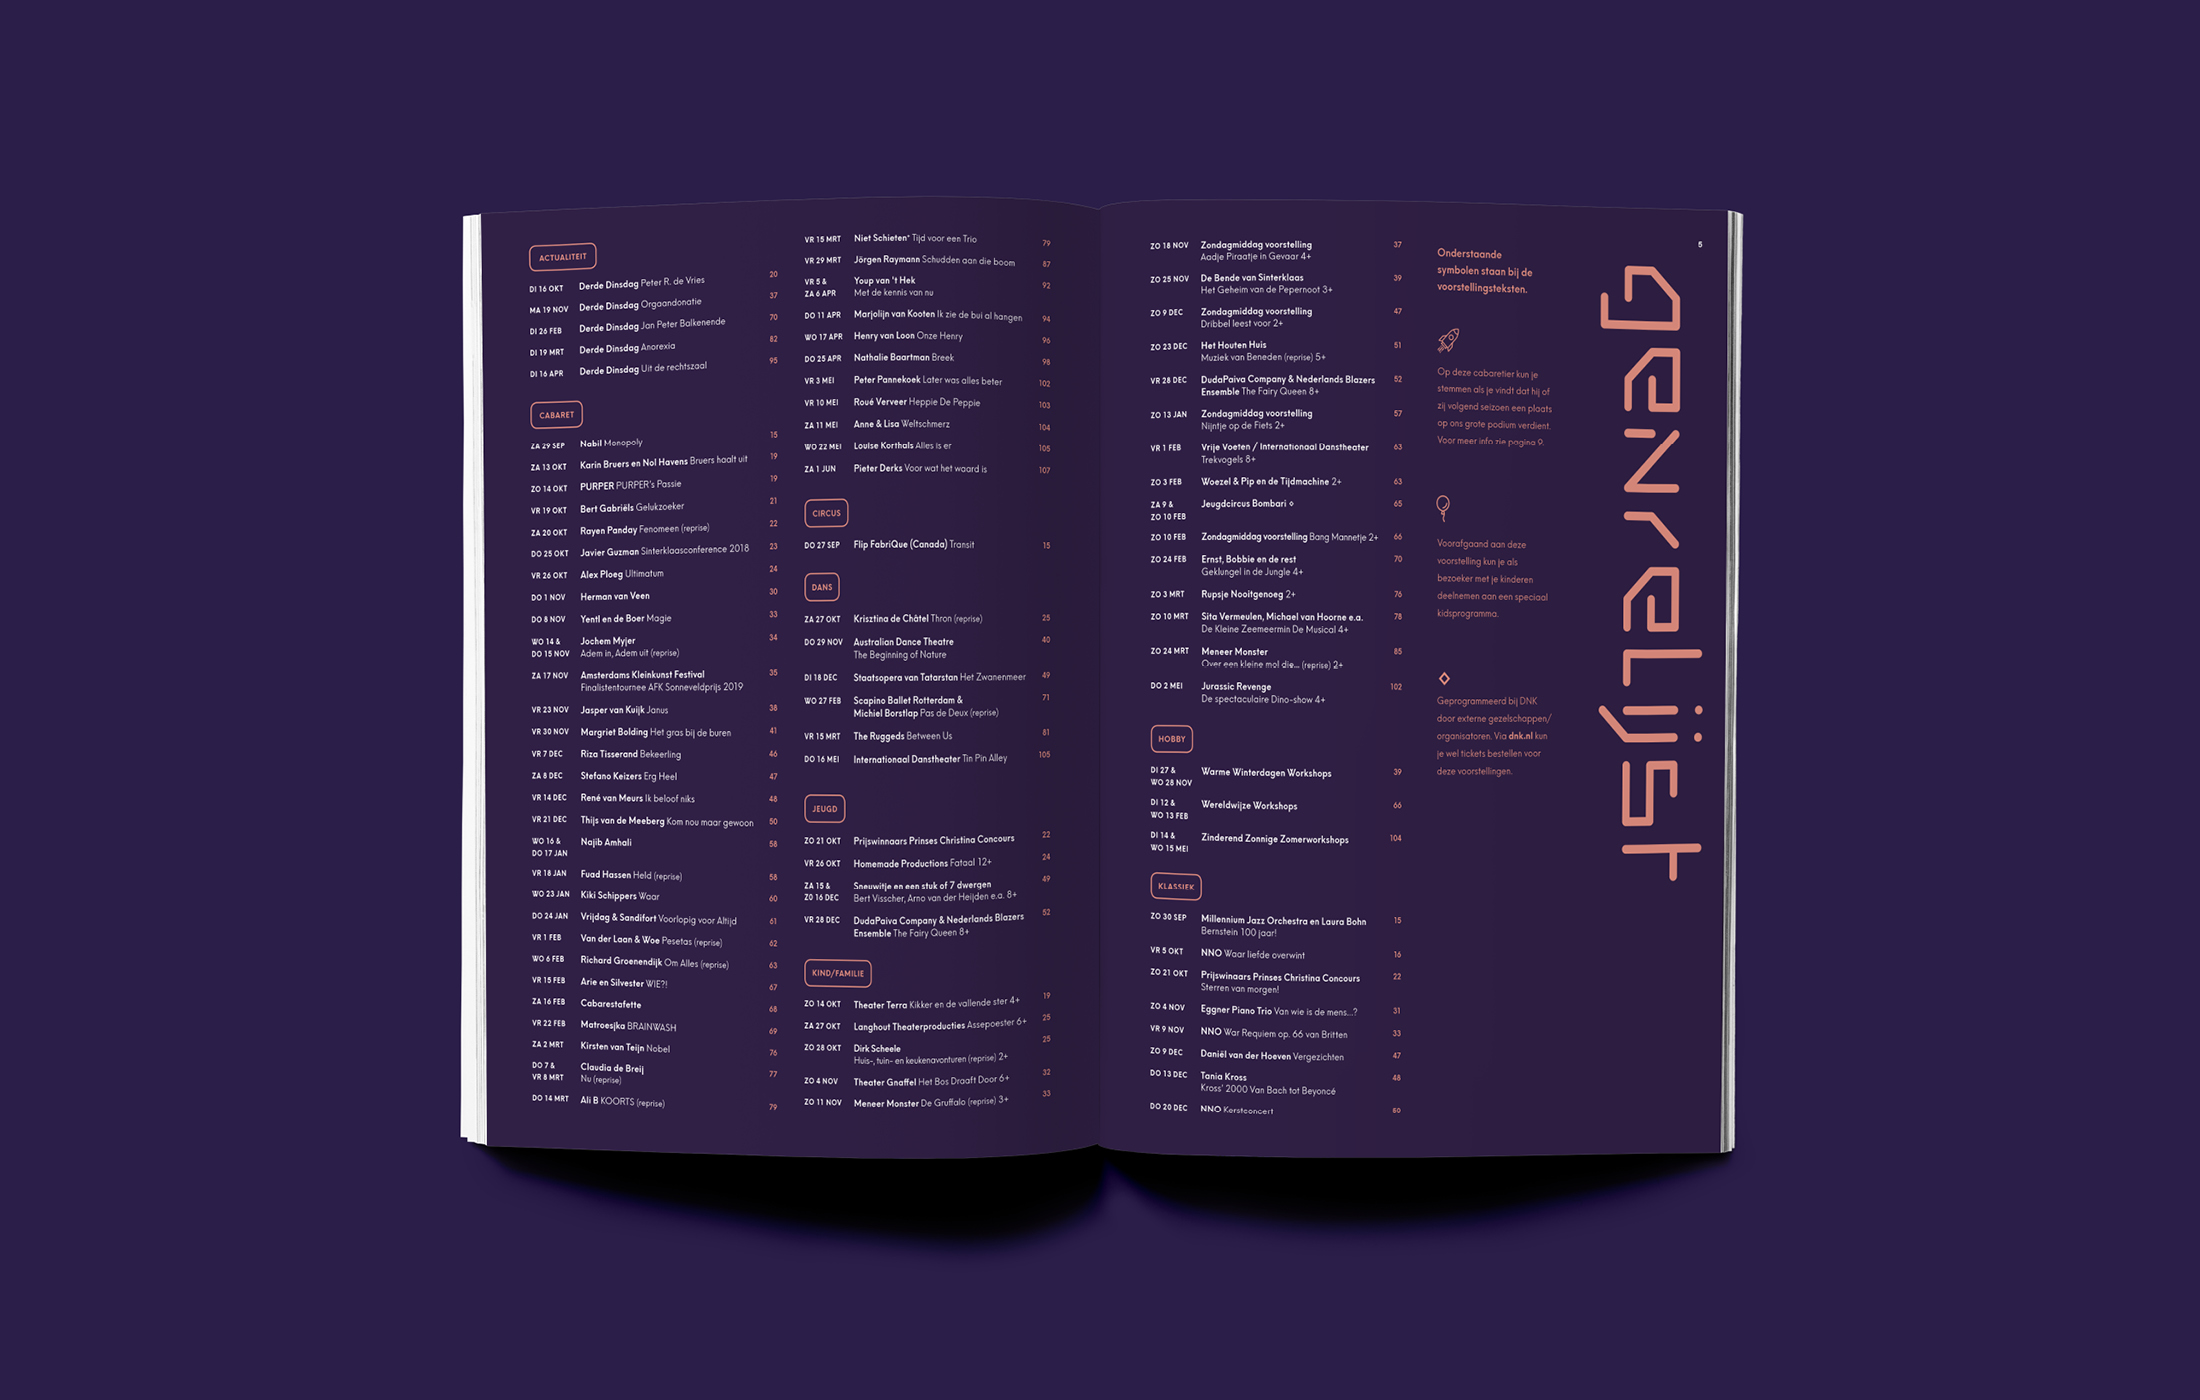 ACTUALITEIT
DI 16 OKT Derde Dinsdag Peter R. de Vries 20
MA 19 NOV Derde Dinsdag Orgaandonatie 37
DI 26 FEB Derde Dinsdag Jan Peter Balkenende 70
DI 19 MRT Derde Dinsdag Anorexia 82
DI 16 APR Derde Dinsdag Uit de rechtszaal 95
CABARET
ZA 29 SEP Nabil Monopoly 15
ZA 13 OKT Karin Bruers en Nol Havens Bruers haalt uit 19
ZO 14 OKT PURPER PURPER's Passie 19
VR 19 OKT Bert Gabriëls Gelukzoeker 21
ZA 20 OKT Rayen Panday Fenomeen (reprise) 22
DO 25 OKT Javier Guzman Sinterklaasconference 2018 23
VR 26 OKT Alex Ploeg Ultimatum 24
DO 1 NOV Herman van Veen 30
DO 8 NOV Yentl en de Boer Magie 33
WO 14 & Jochem Myjer 34
DO 15 NOV Adem in, Adem uit (reprise)
ZA 17 NOV Amsterdams Kleinkunst Festival 35
Finalistentournee AFK Sonneveldprijs 2019
VR 23 NOV Jasper van Kuijk Janus 38
VR 30 NOV Margriet Bolding Het gras bij de buren 41
VR 7 DEC Riza Tisserand Bekeerling 46
ZA 8 DEC Stefano Keizers Erg Heel 47
VR 14 DEC René van Meurs Ik beloof niks 48
VR 21 DEC Thijs van de Meeberg Kom nou maar gewoon 50
WO 16 & Najib Amhali 58
DO 17 JAN
VR 18 JAN Fuad Hassen Held (reprise) 58
WO 23 JAN Kiki Schippers Waar 60
DO 24 JAN Vrijdag & Sandifort Voorlopig voor Altijd 61
VR 1 FEB Van der Laan & Woe Pesetas (reprise) 62
WO 6 FEB Richard Groenendijk Om Alles (reprise) 63
VR 15 FEB Arie en Silvester WIE?! 67
ZA 16 FEB Cabarestafette 68
VR 22 FEB Matroesjka BRAINWASH 69
ZA 2 MRT Kirsten van Teijn Nobel 76
DO 7 & Claudia de Breij 77
VR 8 MRT Nu (reprise)
DO 14 MRT Ali B KOORTS (reprise) 79
VR 15 MRT Niet Schieten* Tijd voor een Trio 79
VR 29 MRT Jörgen Raymann Schudden aan die boom 87
VR 5 & Youp van 't Hek 92
ZA 6 APR Met de kennis van nu
DO 11 APR Marjolijn van Kooten Ik zie de bui al hangen 94
WO 17 APR Henry van Loon Onze Henry 96
DO 25 APR Nathalie Baartman Breek 98
VR 3 MEI Peter Pannekoek Later was alles beter 102
VR 10 MEI Roué Verveer Heppie De Peppie 103
ZA 11 MEI Anne & Lisa Weltschmerz 104
WO 22 MEI Louise Korthals Alles is er 105
ZA 1 JUN Pieter Derks Voor wat het waard is 107
CIRCUS
DO 27 SEP Flip FabriQue (Canada) Transit 15
DANS
ZA 27 OKT Krisztina de Châtel Thron (reprise) 25
DO 29 NOV Australian Dance Theatre 40
The Beginning of Nature
DI 18 DEC Staatsopera van Tatarstan Het Zwanenmeer 49
WO 27 FEB Scapino Ballet Rotterdam & 71
Michiel Borstlap Pas de Deux (reprise)
VR 15 MRT The Ruggeds Between Us 81
DO 16 MEI Internationaal Danstheater Tin Pin Alley 105
JEUGD
ZO 21 OKT Prijswinnaars Prinses Christina Concours 22
VR 26 OKT Homemade Productions Fataal 12+ 24
ZA 15 & Sneuwitje en een stuk of 7 dwergen 49
ZO 16 DEC Bert Visscher, Arno van der Heijden e.a. 8+
VR 28 DEC DudaPaiva Company & Nederlands Blazers 52
Ensemble The Fairy Queen 8+
KIND/FAMILIE
ZO 14 OKT Theater Terra Kikker en de vallende ster 4+ 19
ZA 27 OKT Langhout Theaterproducties Assepoester 6+ 25
ZO 28 OKT Dirk Scheele 25
Huis-, tuin- en keukenavonturen (reprise) 2+
ZO 4 NOV Theater Gnaffel Het Bos Draaft Door 6+ 32
ZO 11 NOV Meneer Monster De Gruffalo (reprise) 3+ 33
ZO 18 NOV Zondagmiddag voorstelling 37
Aadje Piraatje in Gevaar 4+
ZO 25 NOV De Bende van Sinterklaas 39
Het Geheim van de Pepernoot 3+
ZO 9 DEC Zondagmiddag voorstelling 47
Dribbel leest voor 2+
ZO 23 DEC Het Houten Huis 51
Muziek van Beneden (reprise) 5+
VR 28 DEC DudaPaiva Company & Nederlands Blazers 52
Ensemble The Fairy Queen 8+
ZO 13 JAN Zondagmiddag voorstelling 57
Nijntje op de Fiets 2+
VR 1 FEB Vrije Voeten / Internationaal Danstheater 63
Trekvogels 8+
ZO 3 FEB Woezel & Pip en de Tijdmachine 2+ 63
ZA 9 & Jeugdcircus Bombari ⋄ 65
ZO 10 FEB
ZO 10 FEB Zondagmiddag voorstelling Bang Mannetje 2+ 66
ZO 24 FEB Ernst, Bobbie en de rest 70
Geklungel in de Jungle 4+
ZO 3 MRT Rupsje Nooitgenoeg 2+ 76
ZO 10 MRT Sita Vermeulen, Michael van Hoorne e.a. 78
De Kleine Zeemeermin De Musical 4+
ZO 24 MRT Meneer Monster 85
Over een kleine mol die... (reprise) 2+
DO 2 MEI Jurassic Revenge 102
De spectaculaire Dino-show 4+
HOBBY
DI 27 & Warme Winterdagen Workshops 39
WO 28 NOV
DI 12 & Wereldwijze Workshops 66
WO 13 FEB
DI 14 & Zinderend Zonnige Zomerworkshops 104
WO 15 MEI
KLASSIEK
ZO 30 SEP Millennium Jazz Orchestra en Laura Bohn 15
Bernstein 100 jaar!
VR 5 OKT NNO Waar liefde overwint 16
ZO 21 OKT Prijswinaars Prinses Christina Concours 22
Sterren van morgen!
ZO 4 NOV Eggner Piano Trio Van wie is de mens...? 31
VR 9 NOV NNO War Requiem op. 66 van Britten 33
ZO 9 DEC Daniël van der Hoeven Vergezichten 47
DO 13 DEC Tania Kross 48
Kross' 2000 Van Bach tot Beyoncé
DO 20 DEC NNO Kerstconcert 50
Onderstaande
symbolen staan bij de
voorstellingsteksten.
Op deze cabaretier kun je
stemmen als je vindt dat hij of
zij volgend seizoen een plaats
op ons grote podium verdient.
Voor meer info zie pagina 9.
Voorafgaand aan deze
voorstelling kun je als
bezoeker met je kinderen
deelnemen aan een speciaal
kidsprogramma.
Geprogrammeerd bij DNK
door externe gezelschappen/
organisatoren. Via dnk.nl kun
je wel tickets bestellen voor
deze voorstellingen.
5
genrelijst